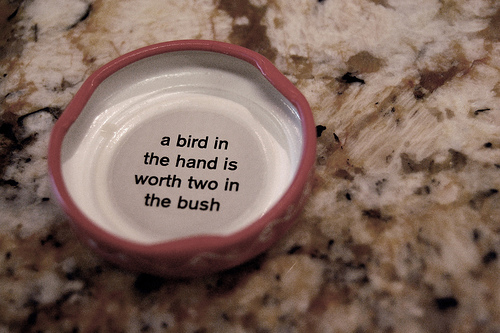 a bird in
the hand is
worth two in
the bush